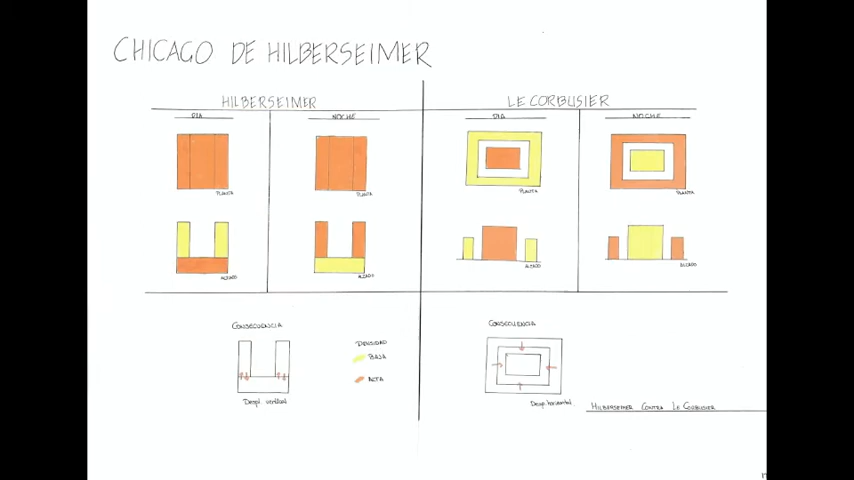 CHICAGO DE HILBERSEIMER
HILBERSEIMER
LE CORBUSIER
DIA
NOCHE
DIA
NOCHE
PLANTA
PLANTA
PLANTA
PLANTA
ALZADO
ALZADO
ALZADO
ALZADO
CONSECUENCIA
CONSECUENCIA
DENSIDAD
BAJA
ALTA
Despl. vertical
Desp. horizontal
HILBERSEIMER CONTRA LE CORBUSIER